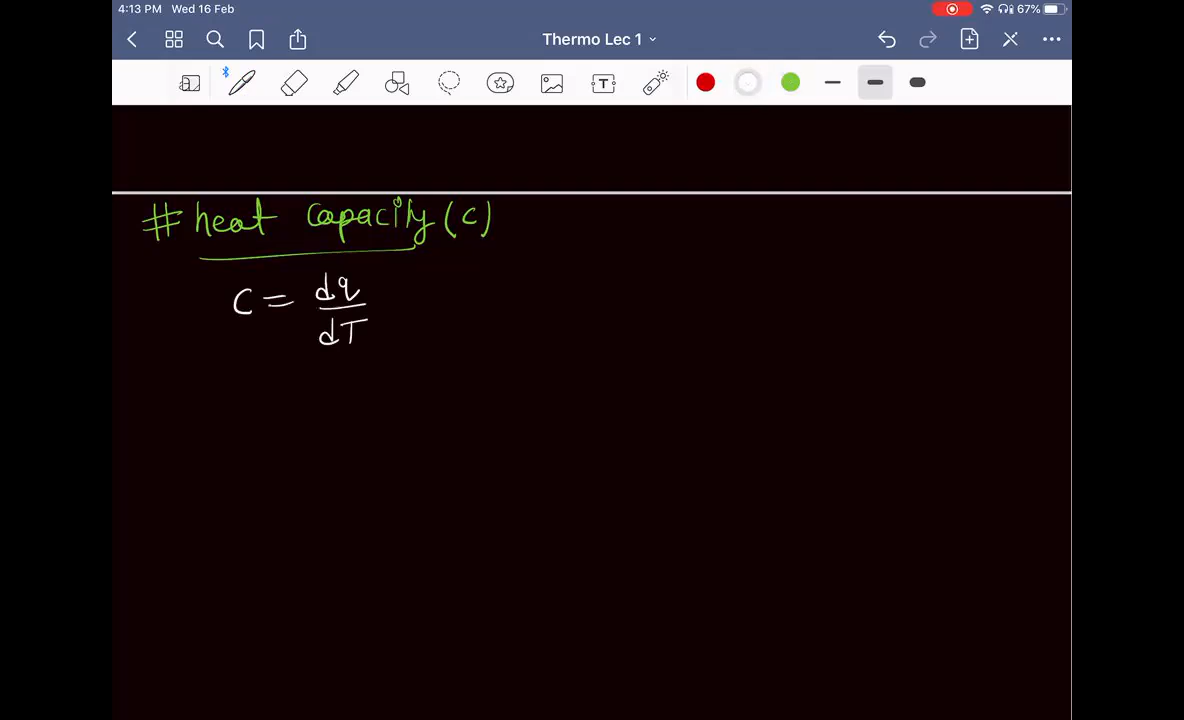 4:13 PM Wed 16 Feb 67%
Thermo Lec 1
T
# heat capacity (c)
C = dq/dT